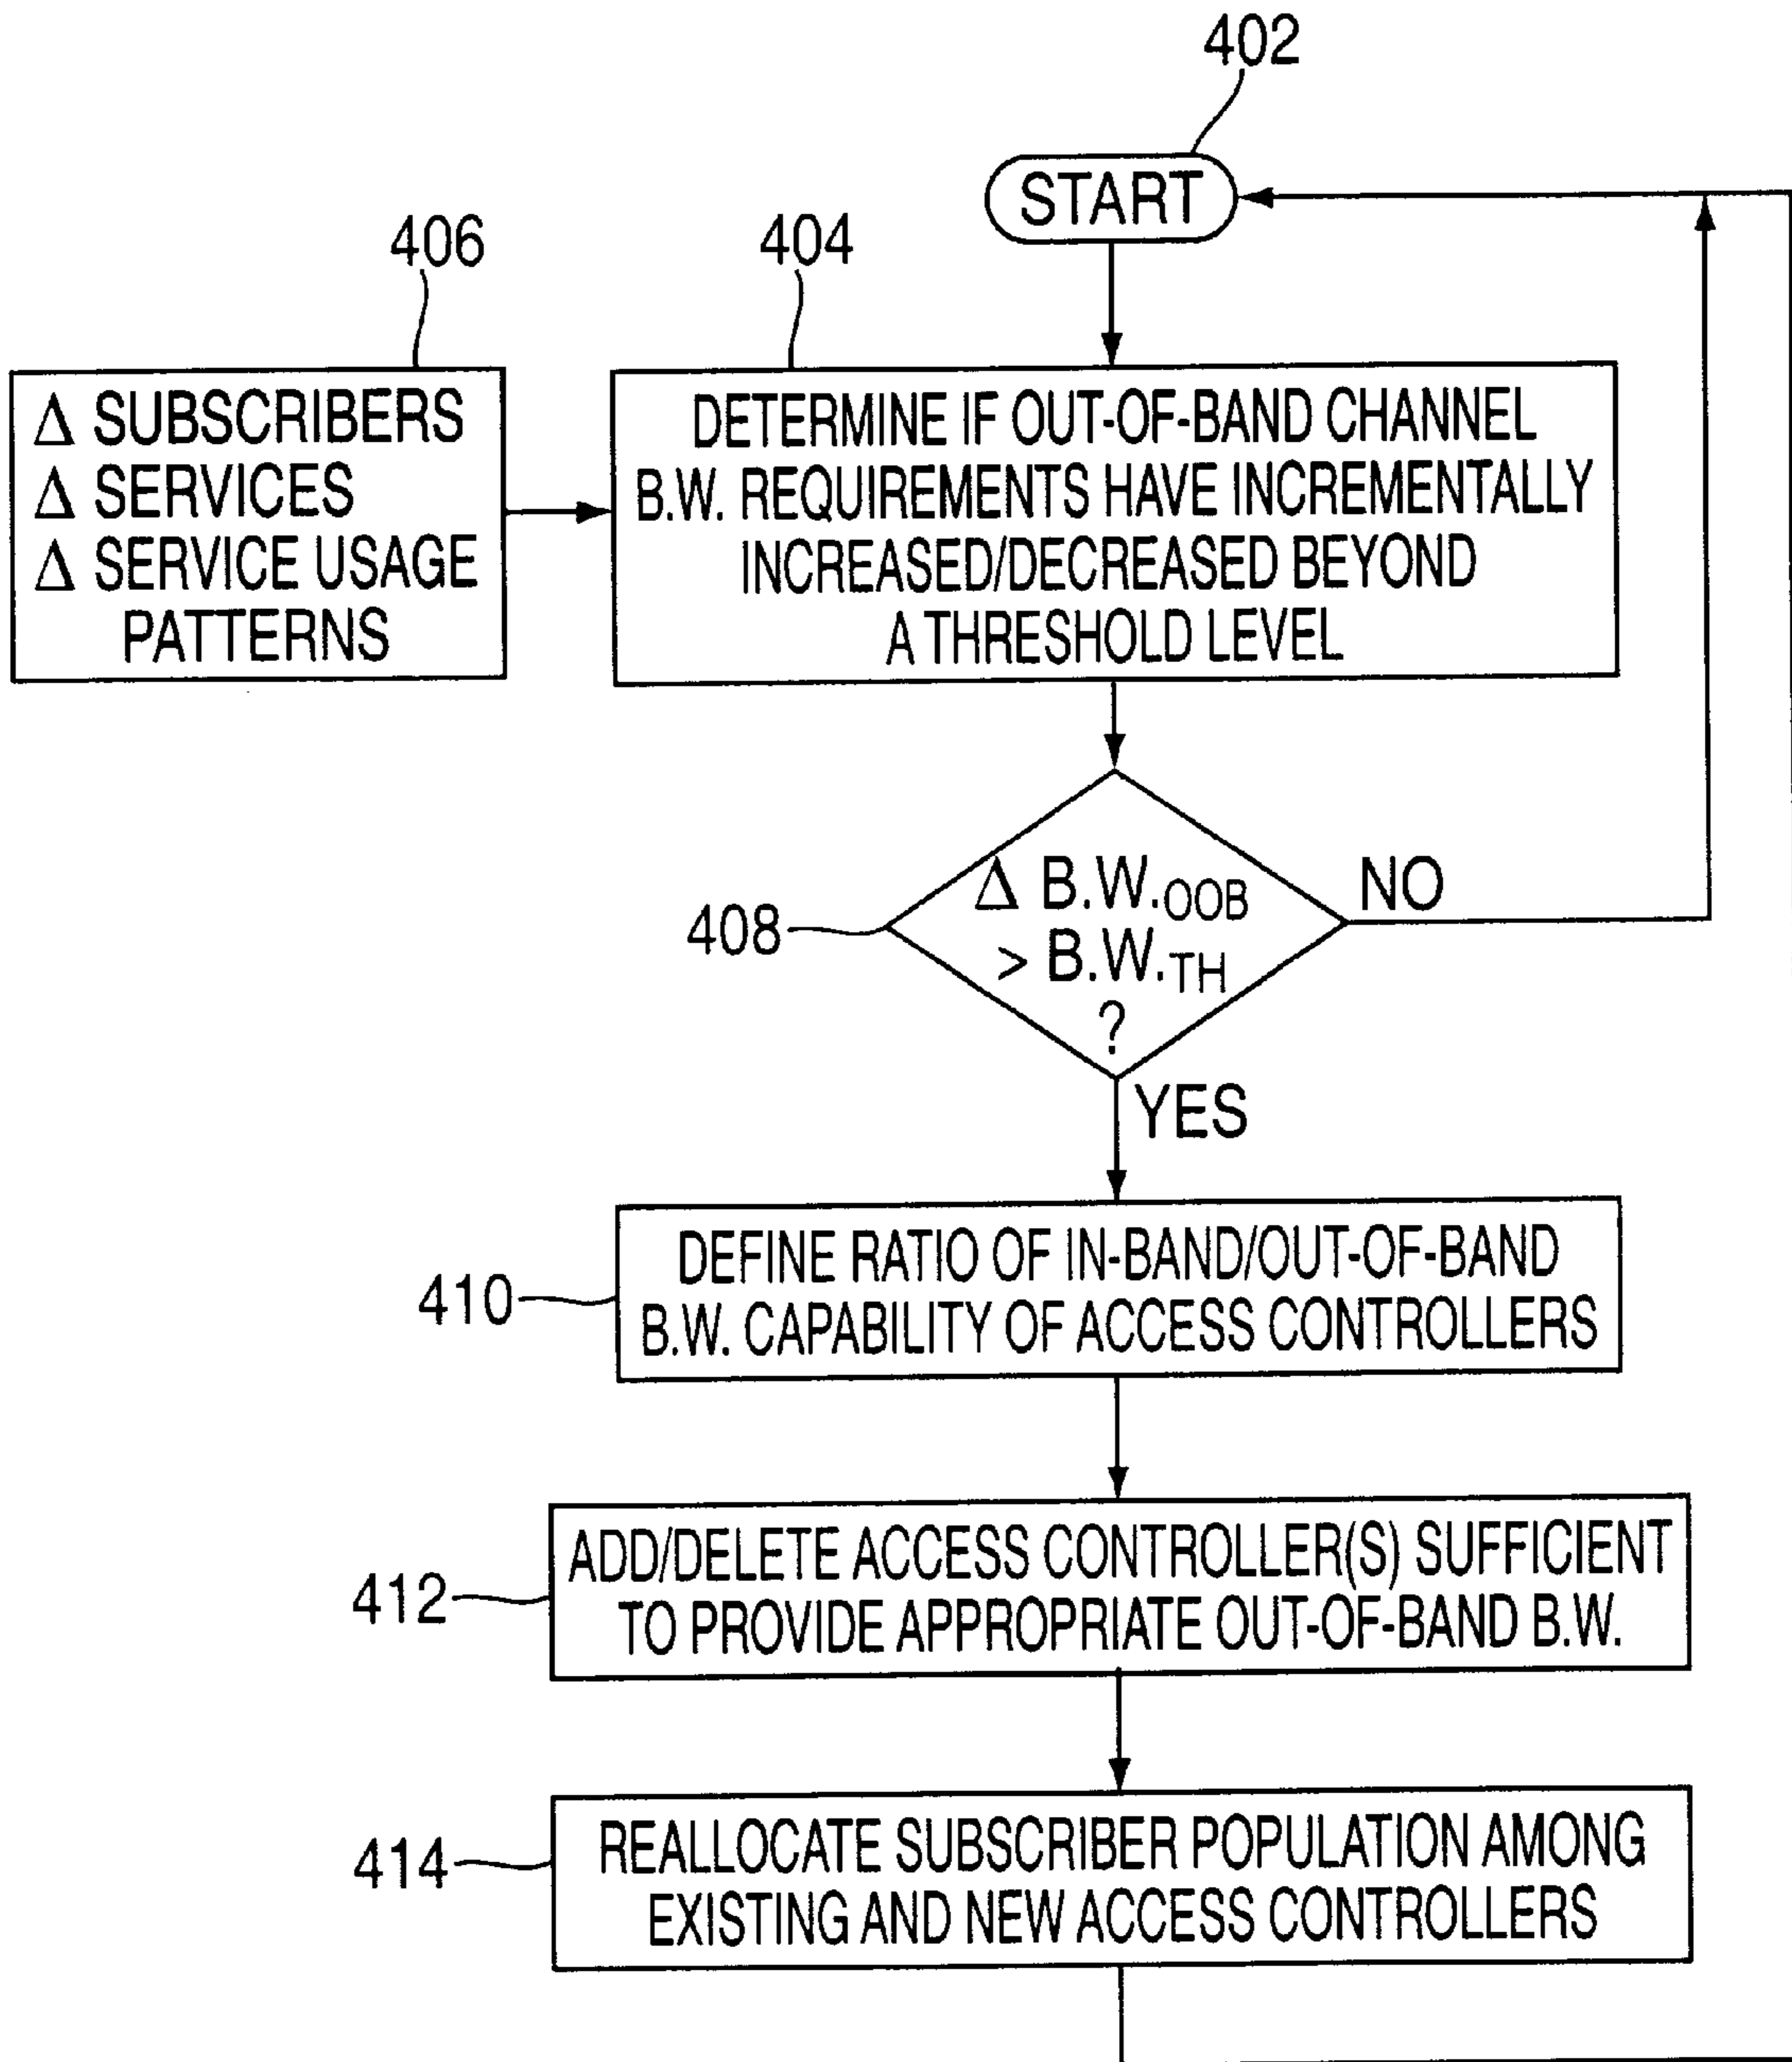 402
START
406
404
Δ SUBSCRIBERS
Δ SERVICES
Δ SERVICE USAGE
PATTERNS
DETERMINE IF OUT-OF-BAND CHANNEL
B.W. REQUIREMENTS HAVE INCREMENTALLY
INCREASED/DECREASED BEYOND
A THRESHOLD LEVEL
408
Δ B.W.OOB
> B.W.TH
?
NO
YES
410
DEFINE RATIO OF IN-BAND/OUT-OF-BAND
B.W. CAPABILITY OF ACCESS CONTROLLERS
412
ADD/DELETE ACCESS CONTROLLER(S) SUFFICIENT
TO PROVIDE APPROPRIATE OUT-OF-BAND B.W.
414
REALLOCATE SUBSCRIBER POPULATION AMONG
EXISTING AND NEW ACCESS CONTROLLERS